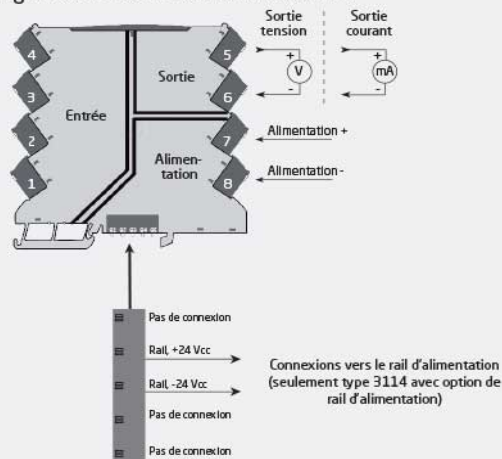 Sortie
tension
Sortie
courant
4
3
2
1
5
6
7
8
Entrée
Sortie
Alimen-
tation
+
V
-
+
mA
-
Alimentation +
Alimentation -
Pas de connexion
Rail, +24 Vcc
Rail, -24 Vcc
Pas de connexion
Pas de connexion
Connexions vers le rail d'alimentation
(seulement type 3114 avec option de
rail d'alimentation)